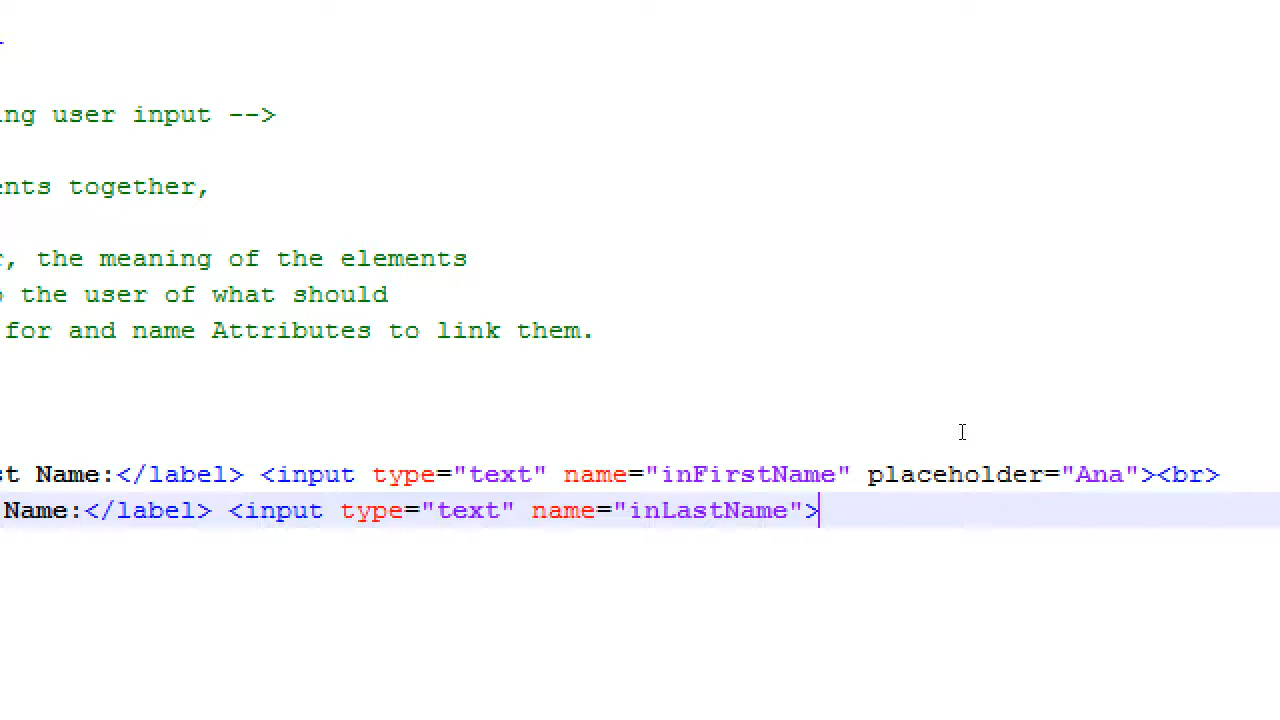 ing user input -->
ents together,
r, the meaning of the elements
o the user of what should
for and name Attributes to link them.
st Name:</label> <input type="text" name="inFirstName" placeholder="Ana"><br>
Name:</label> <input type="text" name="inLastName">